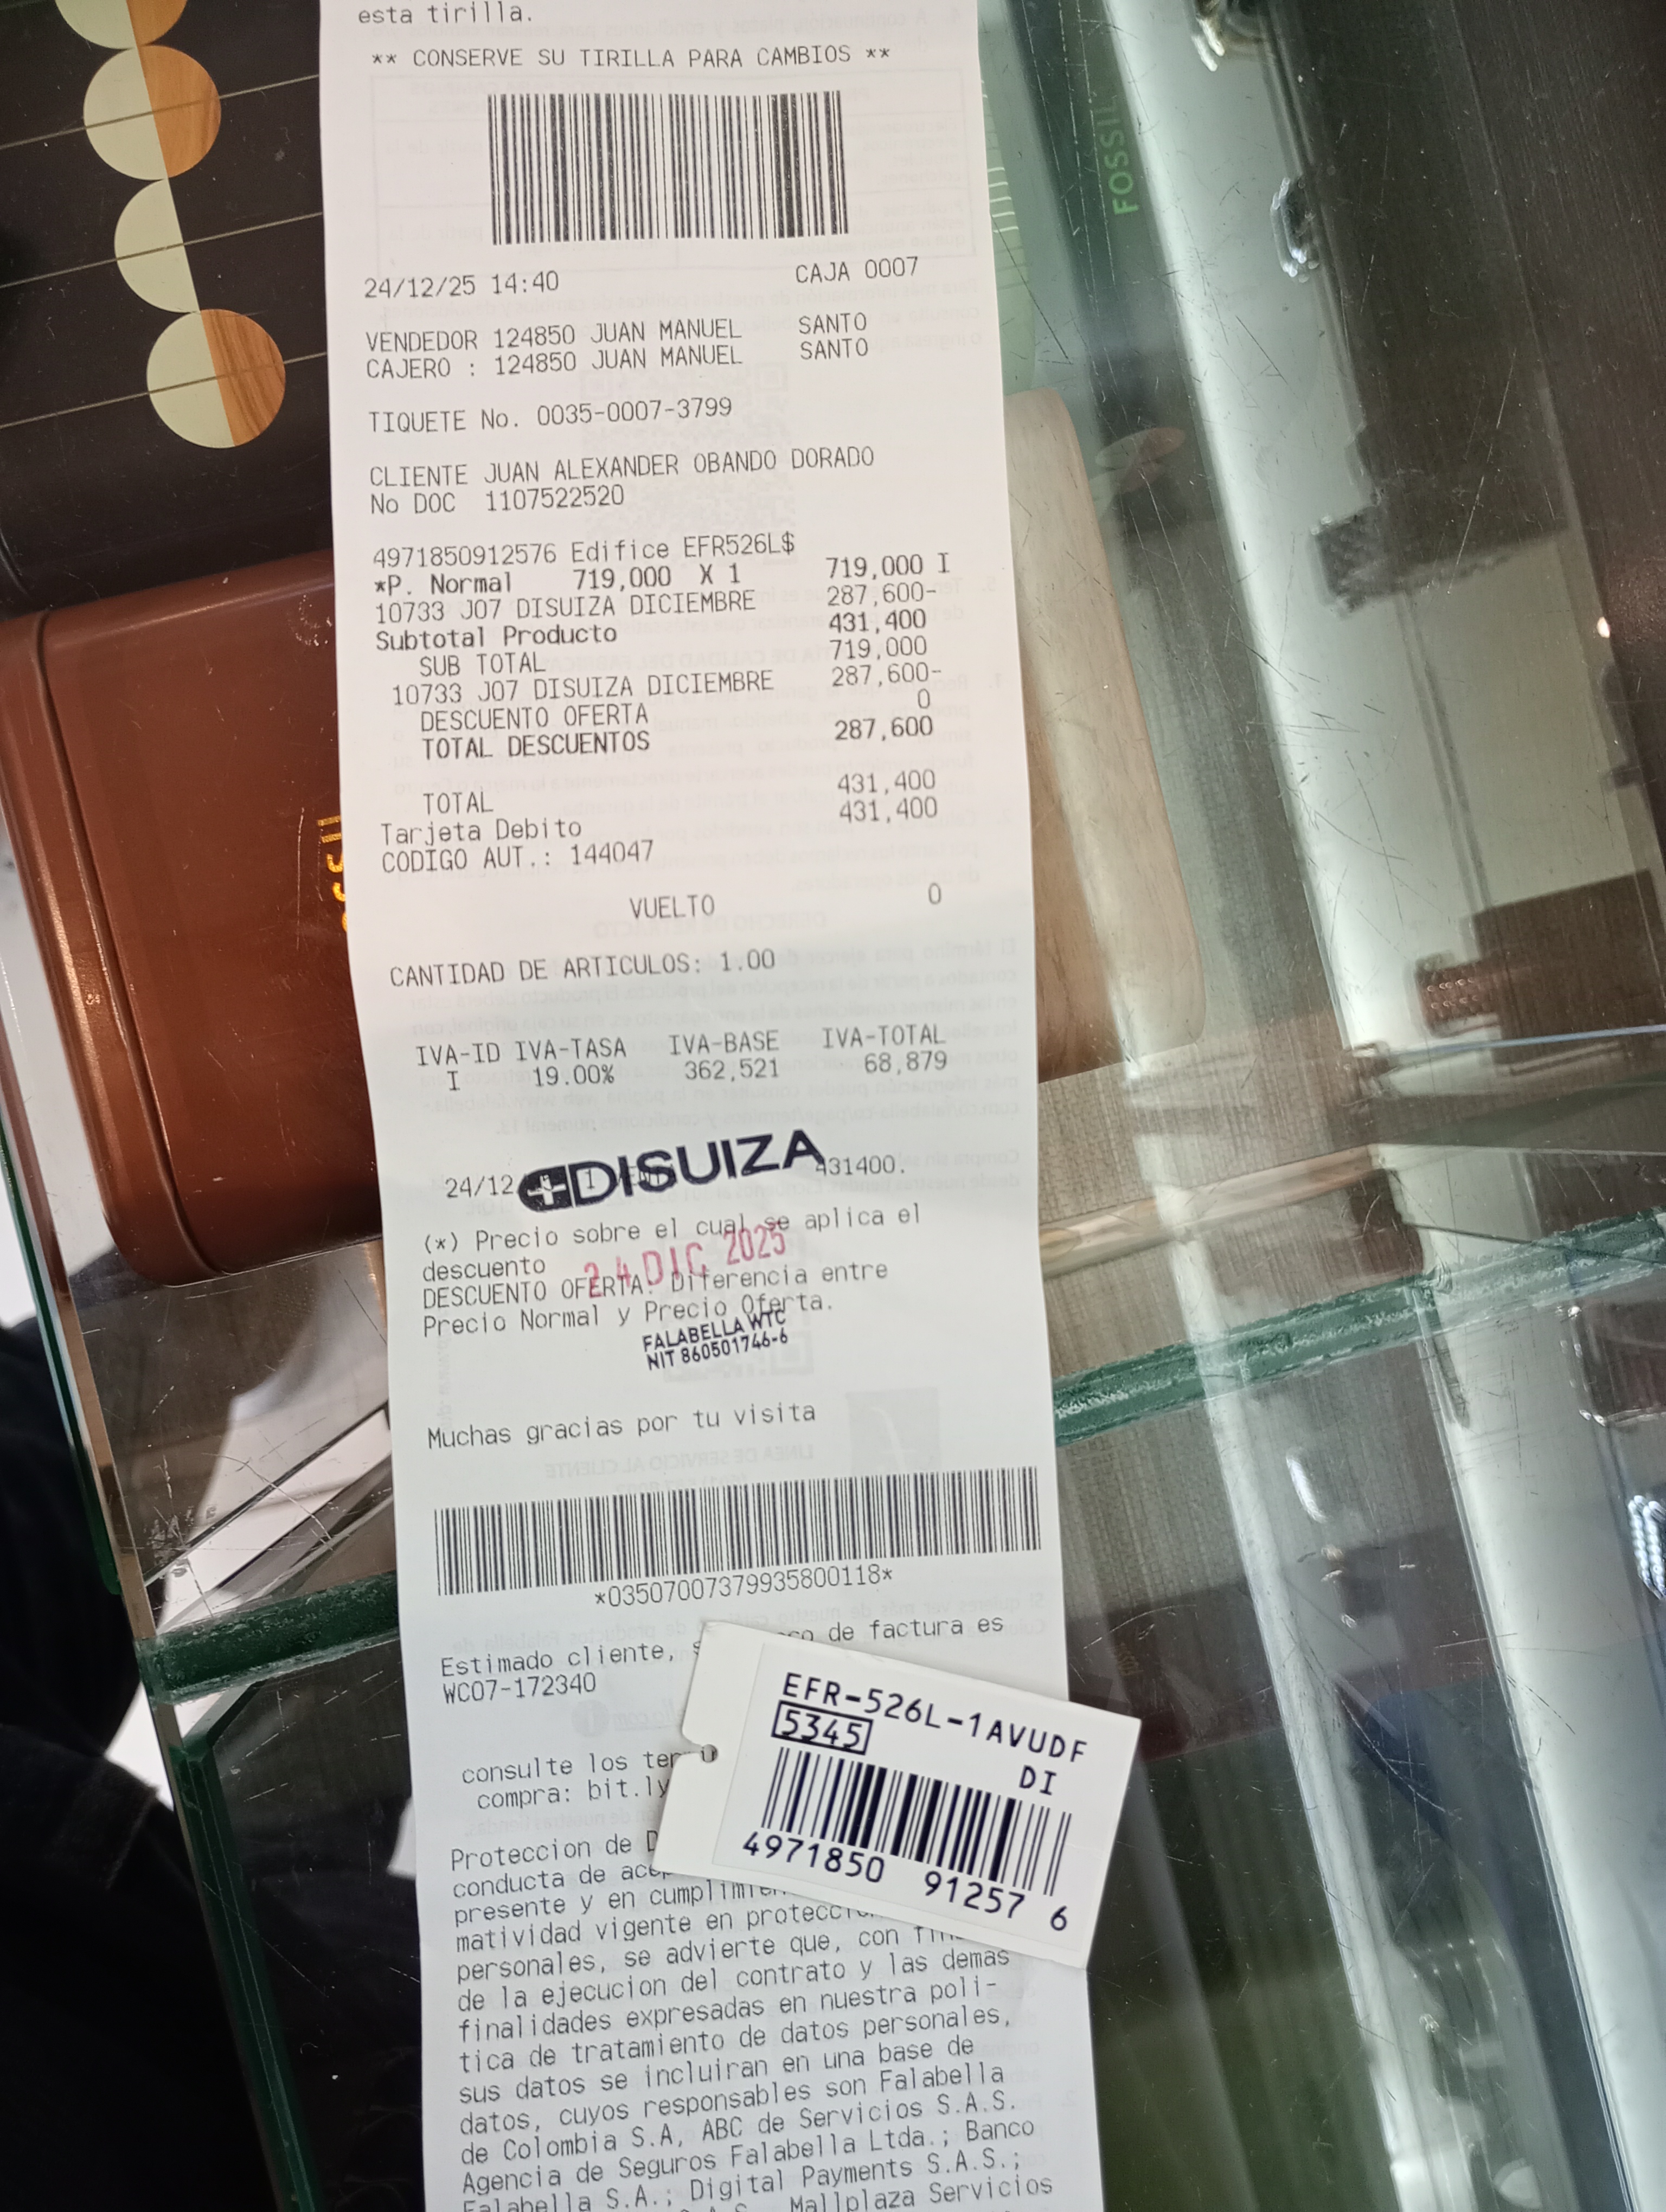 esta tirilla.
** CONSERVE SU TIRILLA PARA CAMBIOS **
24/12/25 14:40 CAJA 0007
VENDEDOR 124850 JUAN MANUEL SANTO
CAJERO : 124850 JUAN MANUEL SANTO
TIQUETE No. 0035-0007-3799
CLIENTE JUAN ALEXANDER OBANDO DORADO
No DOC 1107522520
4971850912576 Edifice EFR526L$
*P. Normal 719,000 X 1 719,000 I
10733 J07 DISUIZA DICIEMBRE 287,600-
Subtotal Producto 431,400
SUB TOTAL 719,000
10733 J07 DISUIZA DICIEMBRE 287,600-
DESCUENTO OFERTA 0
TOTAL DESCUENTOS 287,600
TOTAL 431,400
Tarjeta Debito 431,400
CODIGO AUT.: 144047
VUELTO 0
CANTIDAD DE ARTICULOS: 1.00
IVA-ID IVA-TASA IVA-BASE IVA-TOTAL
I 19.00% 362,521 68,879
DISUIZA
24/12 431400.
(*) Precio sobre el cual se aplica el
descuento
24 DIC 2025
DESCUENTO OFERTA: Diferencia entre
Precio Normal y Precio Oferta.
FALABELLA WTC
NIT 860501746-6
Muchas gracias por tu visita
*03507007379935800118*
Estimado cliente, de factura es
WC07-172340
consulte los
compra: bit.ly
EFR-526L-1AVUDF
5345
DI
4971850 91257 6
Proteccion de
conducta de
presente y en
matividad vigente en
personales, se advierte que, con
de la ejecucion del contrato y las demas
finalidades expresadas en nuestra poli-
tica de tratamiento de datos personales,
sus datos se incluiran en una base de
datos, cuyos responsables son Falabella
de Colombia S.A, ABC de Servicios S.A.S.
Agencia de Seguros Falabella Ltda.; Banco
Falabella S.A.; Digital Payments S.A.S.;
Mallplaza Servicios
FOSSIL